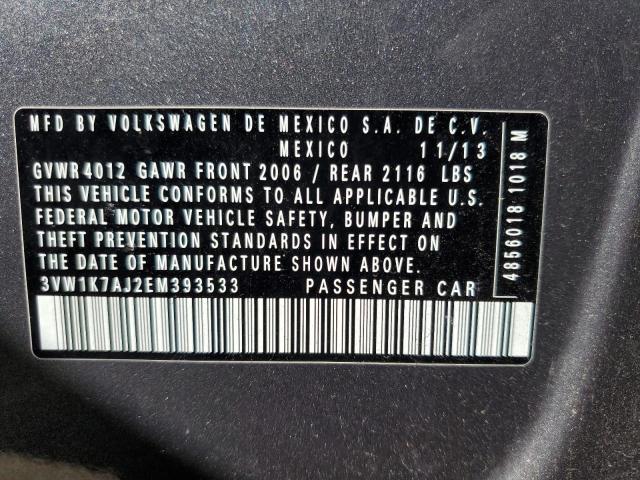 MFD BY VOLKSWAGEN DE MEXICO S.A. DE C.V.
MEXICO 11/13
GVWR 4012 GAWR FRONT 2006 / REAR 2116 LBS
THIS VEHICLE CONFORMS TO ALL APPLICABLE U.S.
FEDERAL MOTOR VEHICLE SAFETY, BUMPER AND
THEFT PREVENTION STANDARDS IN EFFECT ON
THE DATE OF MANUFACTURE SHOWN ABOVE.
3VW1K7AJ2EM393533 PASSENGER CAR
4856018 1018 M